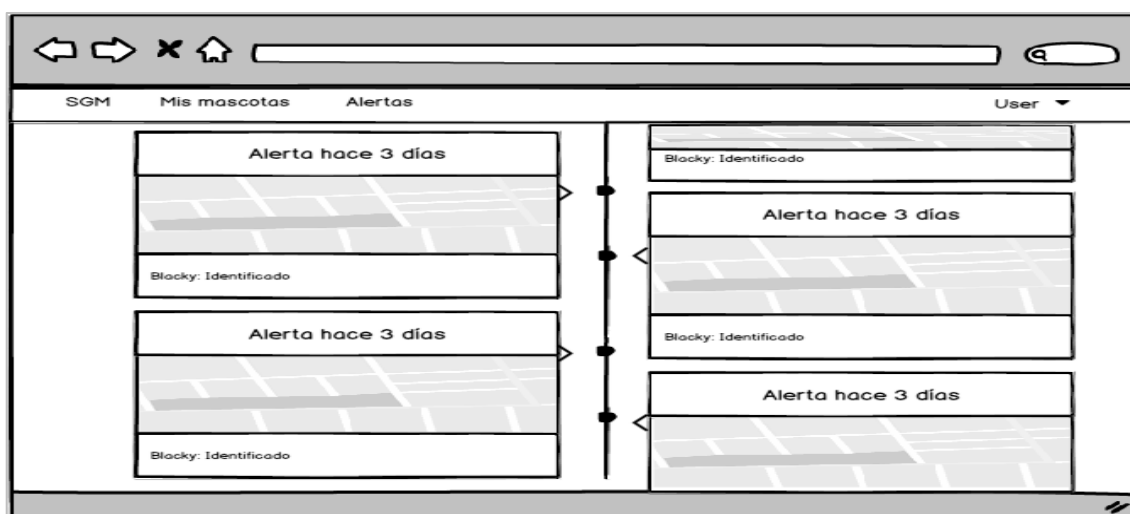 SGM Mis mascotas Alertas User
Alerta hace 3 días
Blacky: Identificado
Alerta hace 3 días
Blacky: Identificado
Blacky: Identificado
Alerta hace 3 días
Blacky: Identificado
Alerta hace 3 días